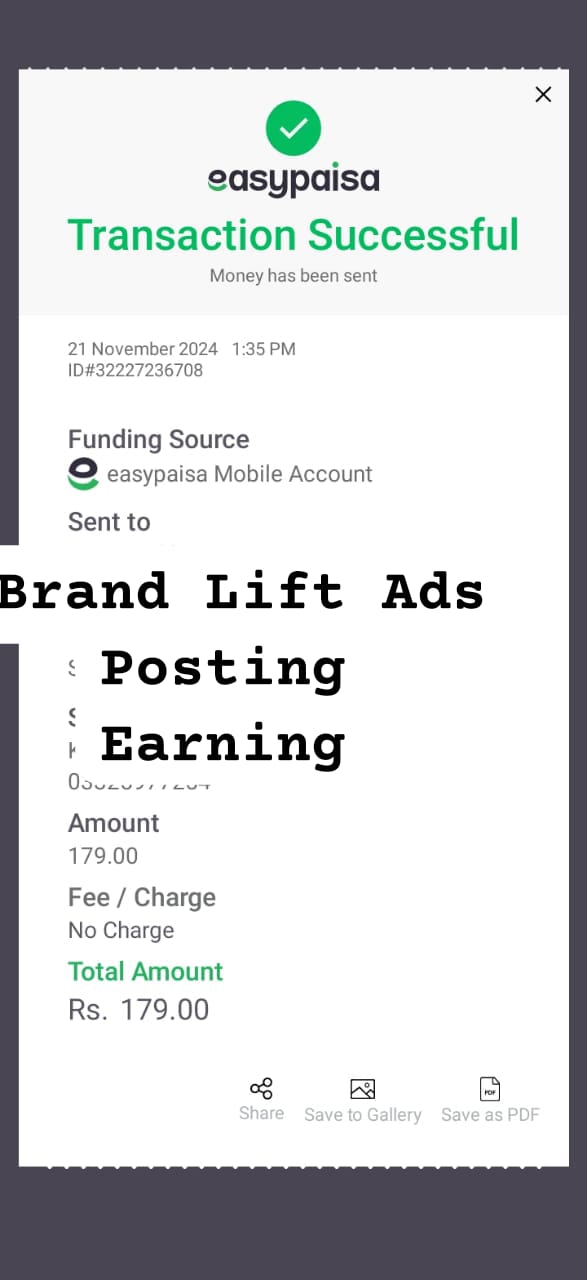 easypaisa
Transaction Successful
Money has been sent
21 November 2024 1:35 PM
ID#32227236708
Funding Source
easypaisa Mobile Account
Sent to
Brand Lift Ads
Posting
Earning
Amount
179.00
Fee / Charge
No Charge
Total Amount
Rs. 179.00
Share Save to Gallery Save as PDF